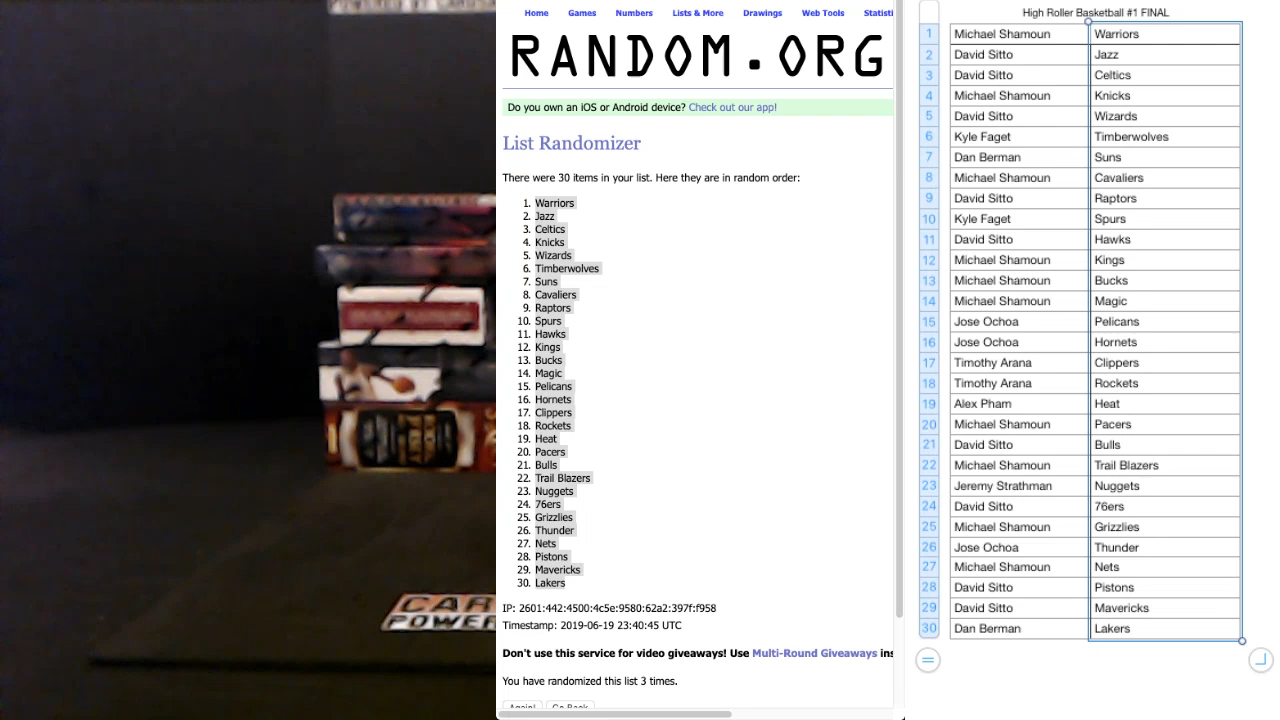 Home Games Numbers Lists & More Drawings Web Tools Statisti
RANDOM.ORG
Do you own an iOS or Android device? Check out our app!
List Randomizer
There were 30 items in your list. Here they are in random order:
1. Warriors
2. Jazz
3. Celtics
4. Knicks
5. Wizards
6. Timberwolves
7. Suns
8. Cavaliers
9. Raptors
10. Spurs
11. Hawks
12. Kings
13. Bucks
14. Magic
15. Pelicans
16. Hornets
17. Clippers
18. Rockets
19. Heat
20. Pacers
21. Bulls
22. Trail Blazers
23. Nuggets
24. 76ers
25. Grizzlies
26. Thunder
27. Nets
28. Pistons
29. Mavericks
30. Lakers
IP: 2601:442:4500:4c5e:9580:62a2:397f:f958
Timestamp: 2019-06-19 23:40:45 UTC
Don't use this service for video giveaways! Use Multi-Round Giveaways ins
You have randomized this list 3 times.
Again! Go Back
High Roller Basketball #1 FINAL
1 Michael Shamoun Warriors
2 David Sitto Jazz
3 David Sitto Celtics
4 Michael Shamoun Knicks
5 David Sitto Wizards
6 Kyle Faget Timberwolves
7 Dan Berman Suns
8 Michael Shamoun Cavaliers
9 David Sitto Raptors
10 Kyle Faget Spurs
11 David Sitto Hawks
12 Michael Shamoun Kings
13 Michael Shamoun Bucks
14 Michael Shamoun Magic
15 Jose Ochoa Pelicans
16 Jose Ochoa Hornets
17 Timothy Arana Clippers
18 Timothy Arana Rockets
19 Alex Pham Heat
20 Michael Shamoun Pacers
21 David Sitto Bulls
22 Michael Shamoun Trail Blazers
23 Jeremy Strathman Nuggets
24 David Sitto 76ers
25 Michael Shamoun Grizzlies
26 Jose Ochoa Thunder
27 Michael Shamoun Nets
28 David Sitto Pistons
29 David Sitto Mavericks
30 Dan Berman Lakers
CAR
POWER